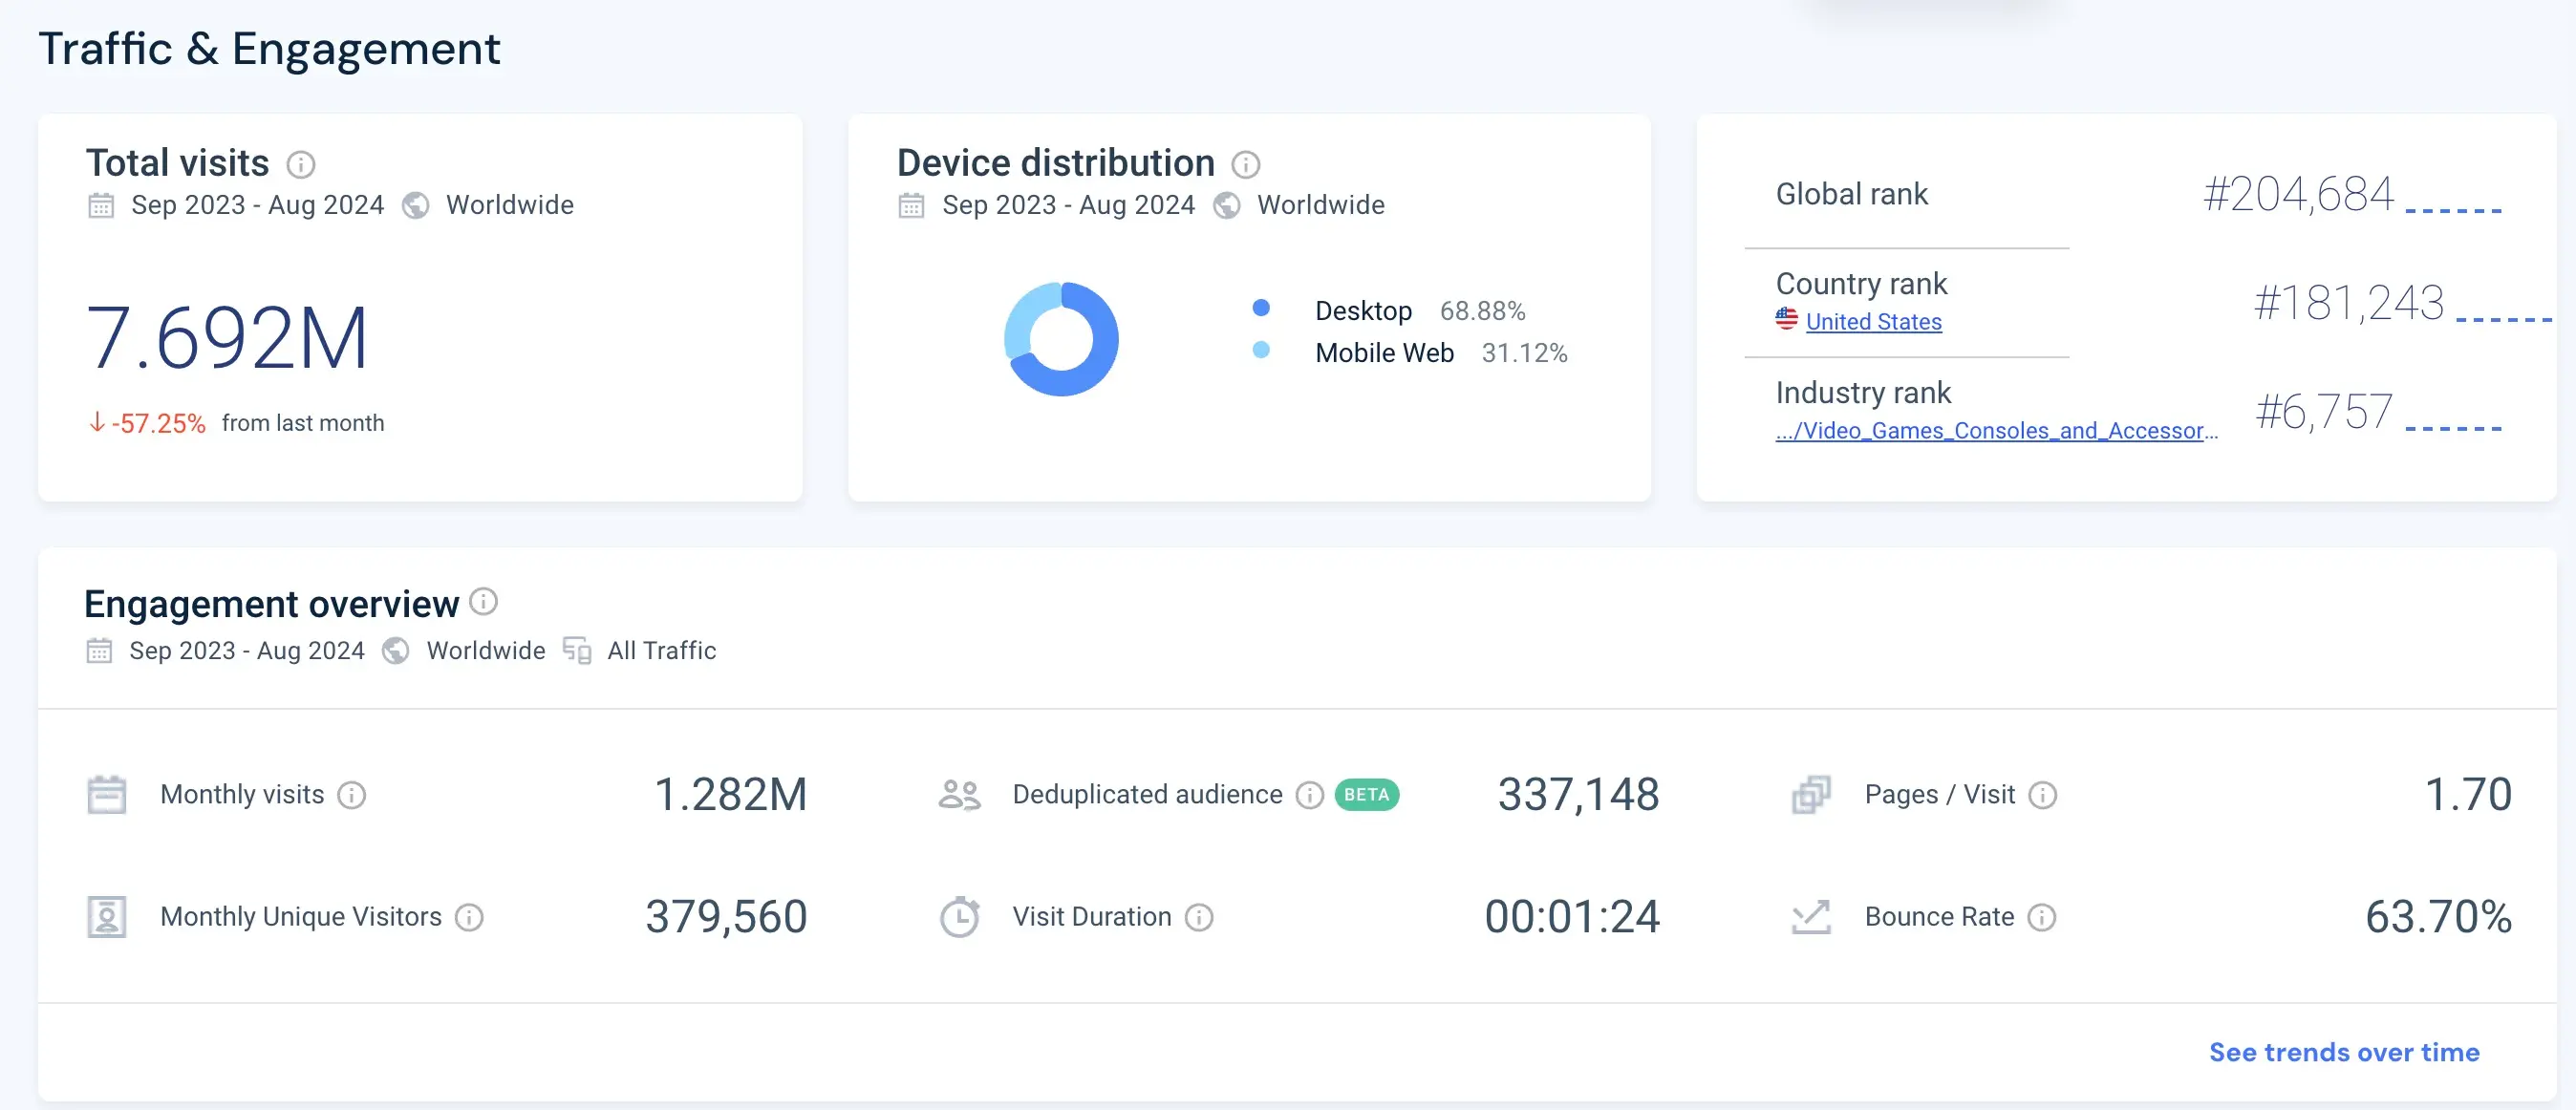 Traffic & Engagement
Total visits
Sep 2023 - Aug 2024 Worldwide
7.692M
-57.25% from last month
Device distribution
Sep 2023 - Aug 2024 Worldwide
Desktop 68.88%
Mobile Web 31.12%
Global rank #204,684
Country rank #181,243
United States
Industry rank #6,757
.../Video_Games_Consoles_and_Accessor...
Engagement overview
Sep 2023 - Aug 2024 Worldwide All Traffic
Monthly visits 1.282M
Deduplicated audience BETA 337,148
Pages / Visit 1.70
Monthly Unique Visitors 379,560
Visit Duration 00:01:24
Bounce Rate 63.70%
See trends over time